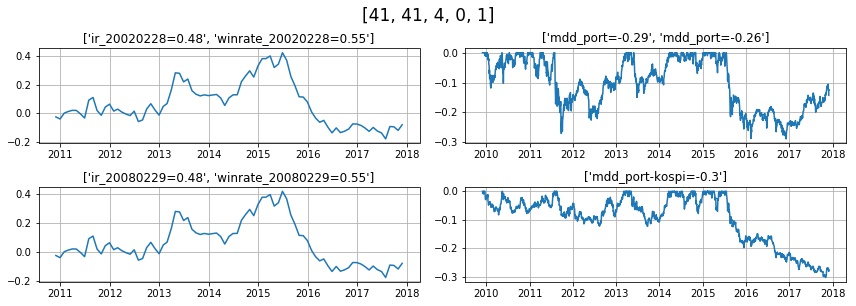 [41, 41, 4, 0, 1]
['ir_20020228=0.48', 'winrate_20020228=0.55']
0.4
0.2
0.0
−0.2
2011 2012 2013 2014 2015 2016 2017 2018
['mdd_port=-0.29', 'mdd_port=-0.26']
0.0
−0.1
−0.2
−0.3
2010 2011 2012 2013 2014 2015 2016 2017 2018
['ir_20080229=0.48', 'winrate_20080229=0.55']
0.4
0.2
0.0
−0.2
2011 2012 2013 2014 2015 2016 2017 2018
['mdd_port-kospi=-0.3']
0.0
−0.1
−0.2
−0.3
2010 2011 2012 2013 2014 2015 2016 2017 2018